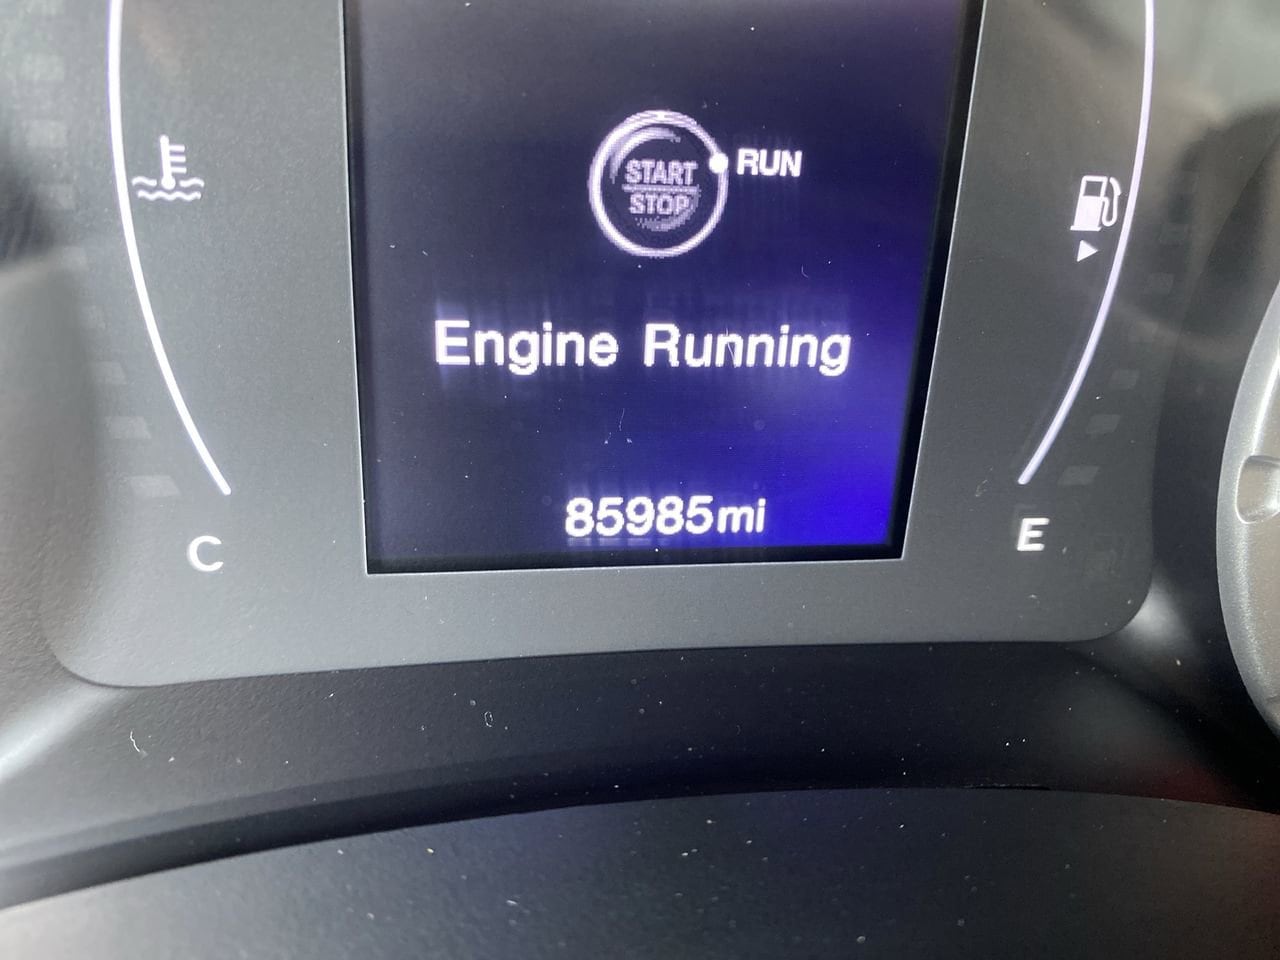 START
STOP
RUN
Engine Running
85985mi
C
E